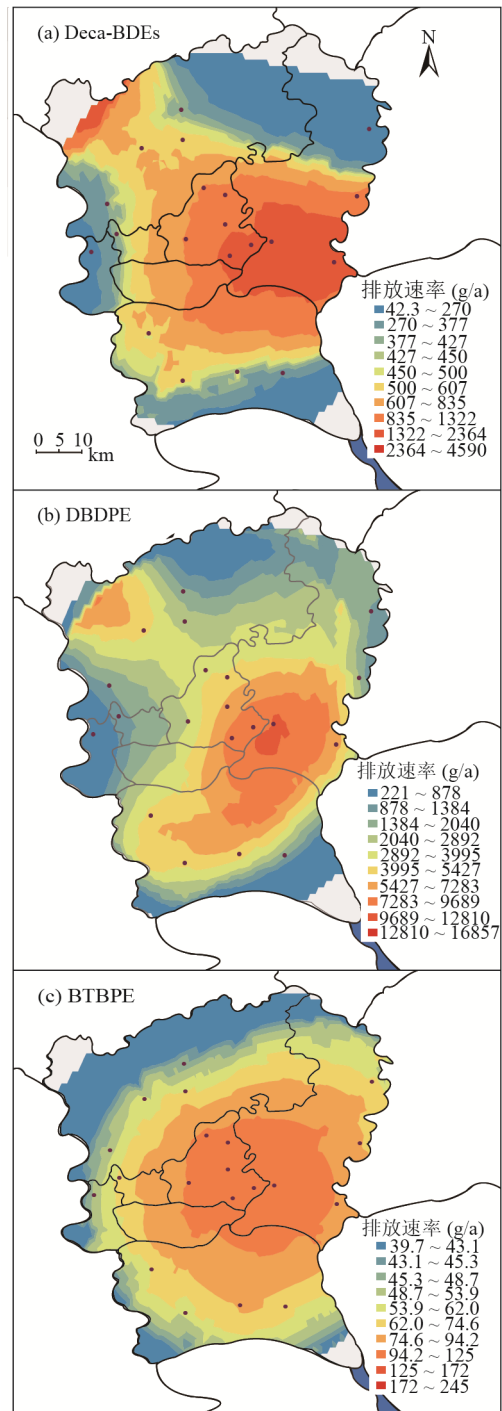 (a) Deca-BDEs
N
排放速率 (g/a)
42.3 ~ 270
270 ~ 377
377 ~ 427
427 ~ 450
450 ~ 500
500 ~ 607
607 ~ 835
835 ~ 1322
1322 ~ 2364
2364 ~ 4590
0 5 10
km
(b) DBDPE
排放速率 (g/a)
221 ~ 878
878 ~ 1384
1384 ~ 2040
2040 ~ 2892
2892 ~ 3995
3995 ~ 5427
5427 ~ 7283
7283 ~ 9689
9689 ~ 12810
12810 ~ 16857
(c) BTBPE
排放速率 (g/a)
39.7 ~ 43.1
43.1 ~ 45.3
45.3 ~ 48.7
48.7 ~ 53.9
53.9 ~ 62.0
62.0 ~ 74.6
74.6 ~ 94.2
94.2 ~ 125
125 ~ 172
172 ~ 245